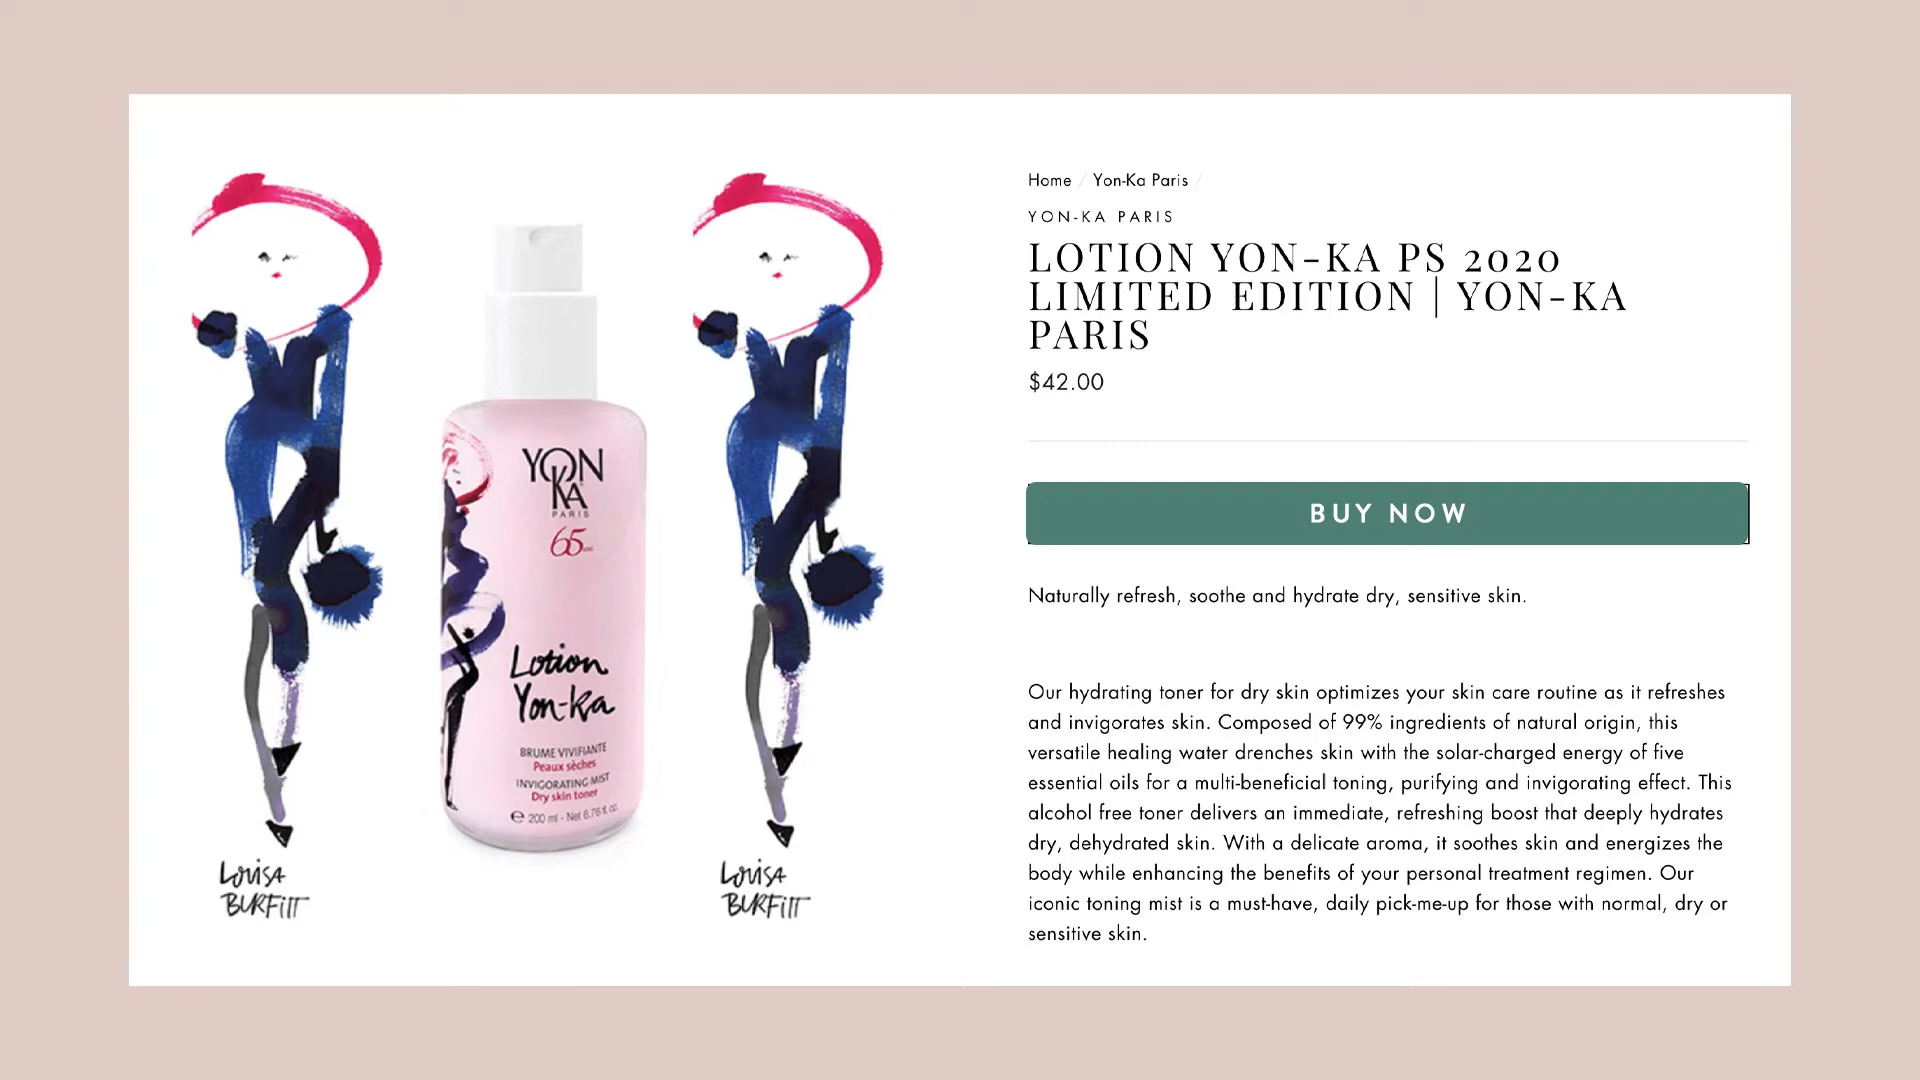 Louisa
BURFitt
YON
KA
PARIS
65
Lotion
Yon-Ka
BRUME VIVIFIANTE
Peaux sèches
INVIGORATING MIST
Dry skin toner
℮ 200 ml - Net 6.76 fl. oz.
Louisa
BURFitt
Home / Yon-Ka Paris /
YON-KA PARIS
LOTION YON-KA PS 2020
LIMITED EDITION | YON-KA
PARIS
$42.00
BUY NOW
Naturally refresh, soothe and hydrate dry, sensitive skin.
Our hydrating toner for dry skin optimizes your skin care routine as it refreshes
and invigorates skin. Composed of 99% ingredients of natural origin, this
versatile healing water drenches skin with the solar-charged energy of five
essential oils for a multi-beneficial toning, purifying and invigorating effect. This
alcohol free toner delivers an immediate, refreshing boost that deeply hydrates
dry, dehydrated skin. With a delicate aroma, it soothes skin and energizes the
body while enhancing the benefits of your personal treatment regimen. Our
iconic toning mist is a must-have, daily pick-me-up for those with normal, dry or
sensitive skin.